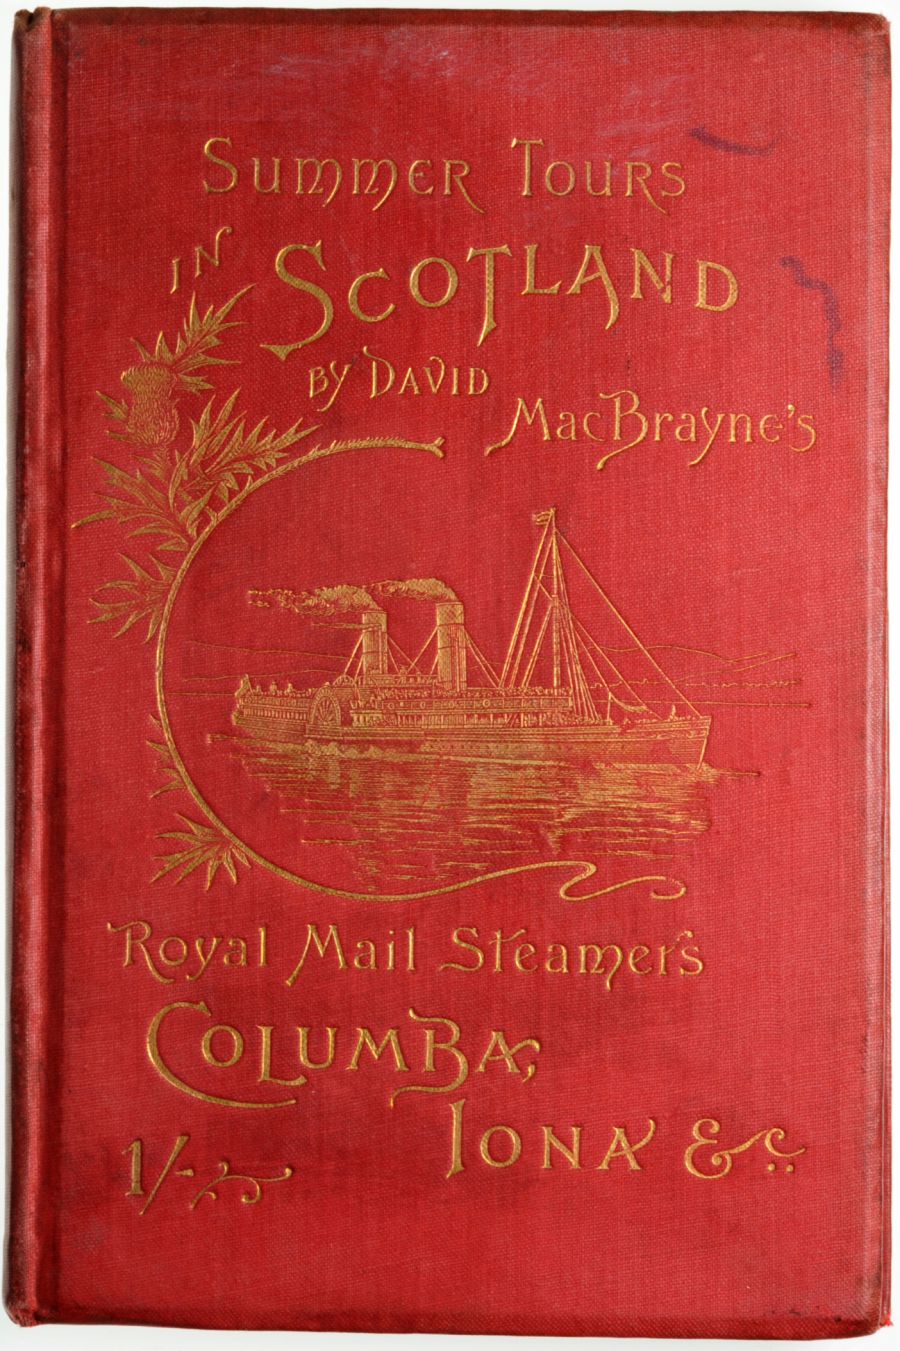 SUMMER TOURS
IN SCOTLAND
BY DAVID
MacBrayne's
Royal Mail Steamers
COLUMBA,
IONA &c.
1/-